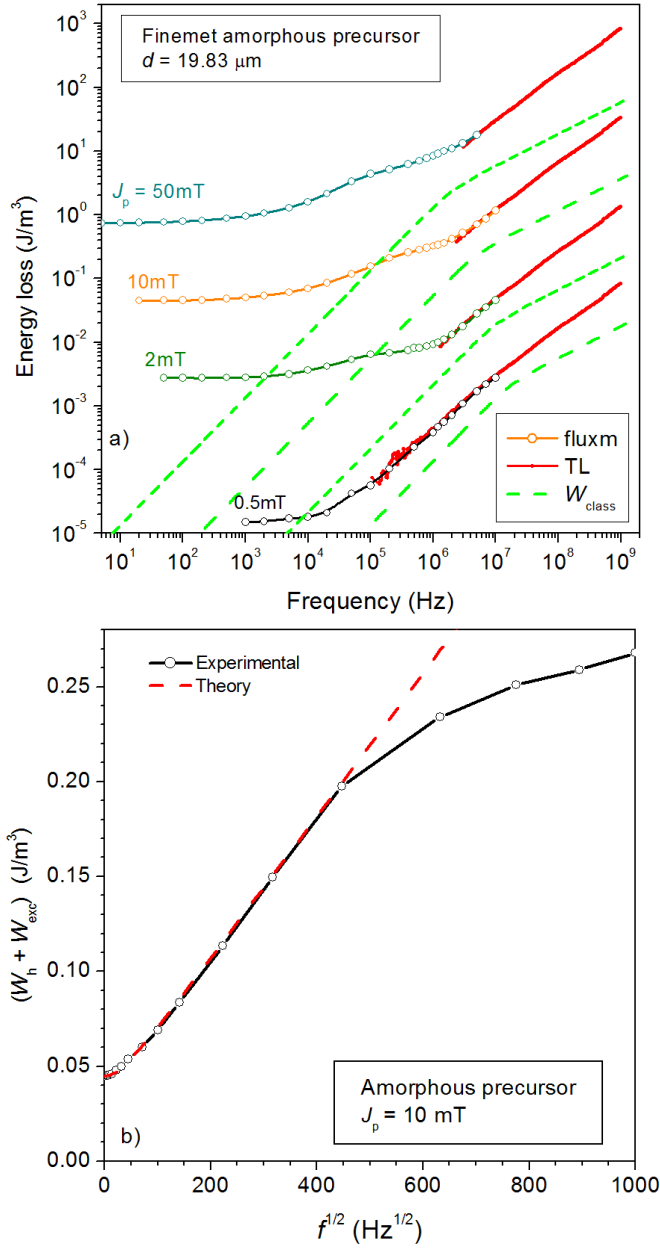 Finemet amorphous precursor
d = 19.83 μm
10³
10²
10¹
10⁰
10⁻¹
10⁻²
10⁻³
10⁻⁴
10⁻⁵
Energy loss (J/m³)
Jₚ = 50mT
10mT
2mT
0.5mT
a)
fluxm
TL
W_class
10¹ 10² 10³ 10⁴ 10⁵ 10⁶ 10⁷ 10⁸ 10⁹
Frequency (Hz)
Experimental
Theory
0.25
0.20
0.15
0.10
0.05
0.00
(W_h + W_exc) (J/m³)
Amorphous precursor
Jₚ = 10 mT
b)
0 200 400 600 800 1000
f^1/2 (Hz^1/2)